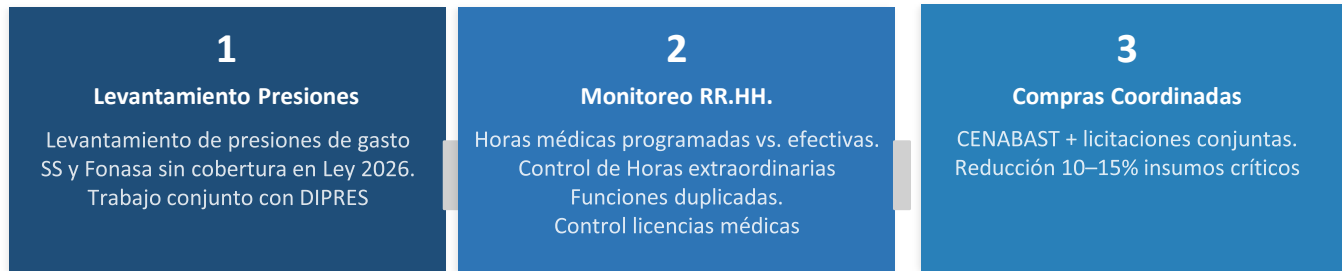 1
Levantamiento Presiones
Levantamiento de presiones de gasto
SS y Fonasa sin cobertura en Ley 2026.
Trabajo conjunto con DIPRES
2
Monitoreo RR.HH.
Horas médicas programadas vs. efectivas.
Control de Horas extraordinarias
Funciones duplicadas.
Control licencias médicas
3
Compras Coordinadas
CENABAST + licitaciones conjuntas.
Reducción 10–15% insumos críticos